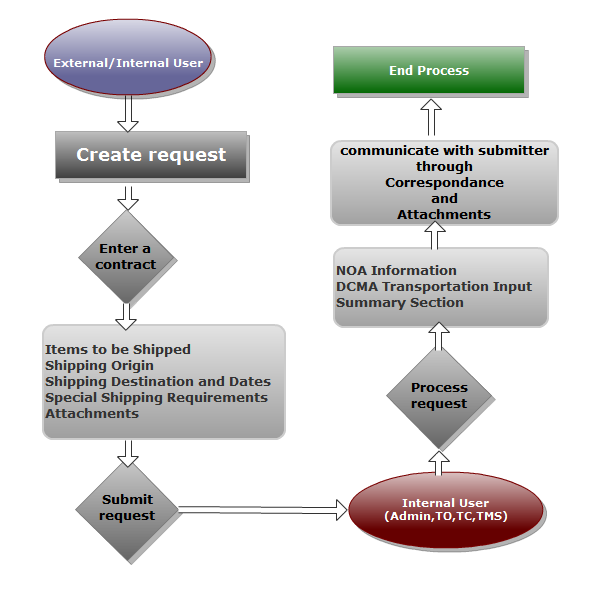 External/Internal User
Create request
Enter a
contract
Items to be Shipped
Shipping Origin
Shipping Destination and Dates
Special Shipping Requirements
Attachments
Submit
request
Internal User
(Admin,TO,TC,TMS)
Process
request
NOA Information
DCMA Transportation Input
Summary Section
communicate with submitter
through
Correspondance
and
Attachments
End Process